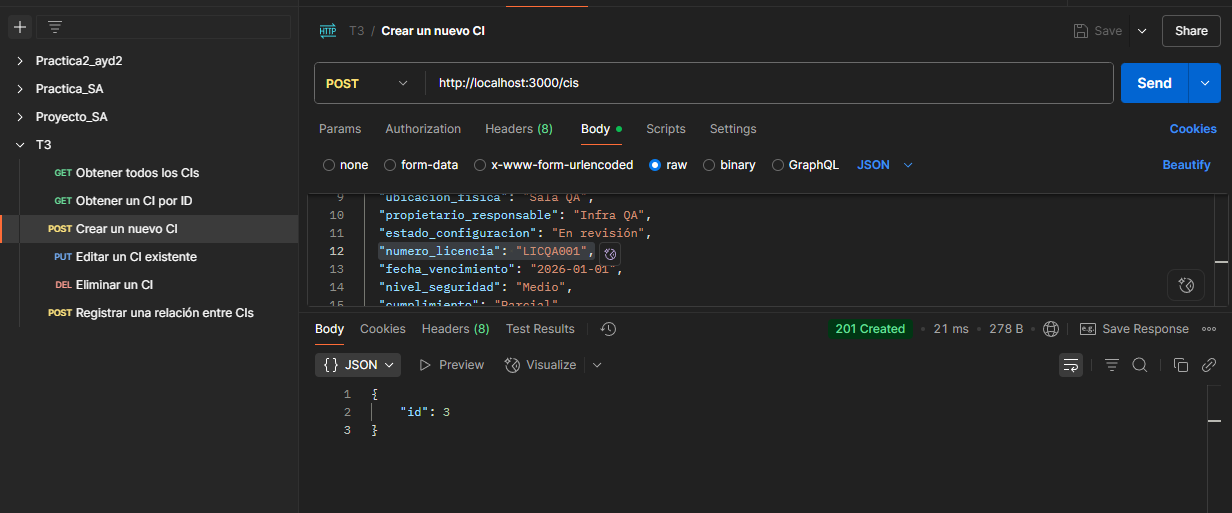 HTTP T3 / Crear un nuevo CI Save Share
Practica2_ayd2
Practica_SA
Proyecto_SA
T3
GET Obtener todos los CIs
GET Obtener un CI por ID
POST Crear un nuevo CI
PUT Editar un CI existente
DEL Eliminar un CI
POST Registrar una relación entre CIs
POST http://localhost:3000/cis Send
Params Authorization Headers (8) Body Scripts Settings Cookies
none form-data x-www-form-urlencoded raw binary GraphQL JSON Beautify
9 "ubicacion_fisica": "Sala QA",
10 "propietario_responsable": "Infra QA",
11 "estado_configuracion": "En revisión",
12 "numero_licencia": "LICQA001",
13 "fecha_vencimiento": "2026-01-01",
14 "nivel_seguridad": "Medio",
15 "cumplimiento": "Parcial"
Body Cookies Headers (8) Test Results 201 Created • 21 ms • 278 B e.g. Save Response
{} JSON Preview Visualize
1 {
2 "id": 3
3 }